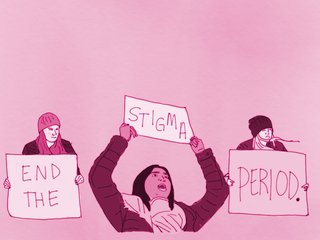 END
THE
STIGMA
PERIOD.